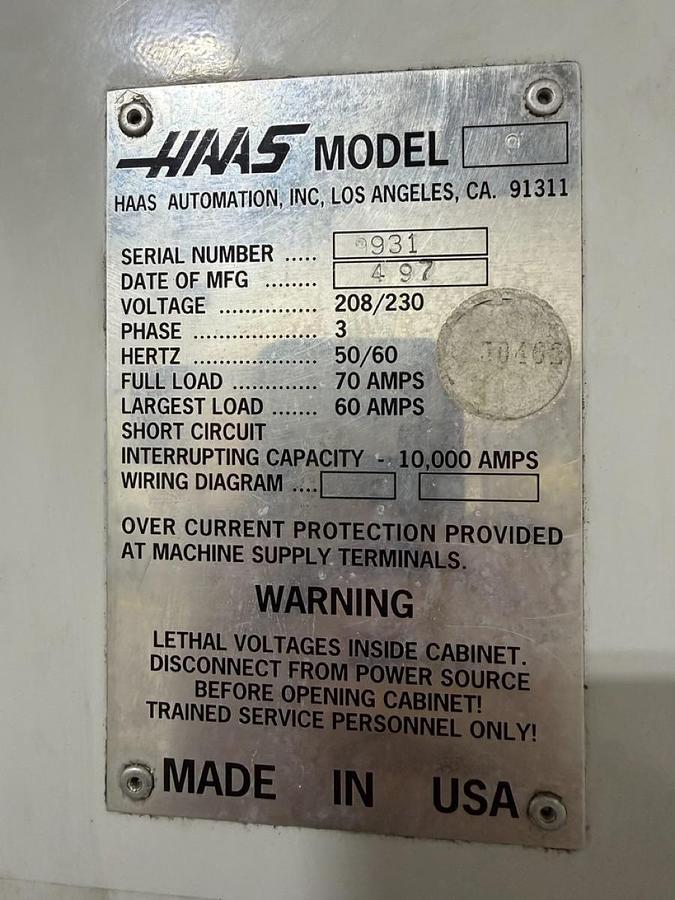 HAAS MODEL
HAAS AUTOMATION, INC, LOS ANGELES, CA. 91311
SERIAL NUMBER ..... 9931
DATE OF MFG ........ 4 97
VOLTAGE ............... 208/230
PHASE ................... 3
HERTZ ................... 50/60
FULL LOAD ............. 70 AMPS
LARGEST LOAD ....... 60 AMPS
SHORT CIRCUIT
INTERRUPTING CAPACITY - 10,000 AMPS
WIRING DIAGRAM ....
OVER CURRENT PROTECTION PROVIDED
AT MACHINE SUPPLY TERMINALS.
WARNING
LETHAL VOLTAGES INSIDE CABINET.
DISCONNECT FROM POWER SOURCE
BEFORE OPENING CABINET!
TRAINED SERVICE PERSONNEL ONLY!
MADE IN USA